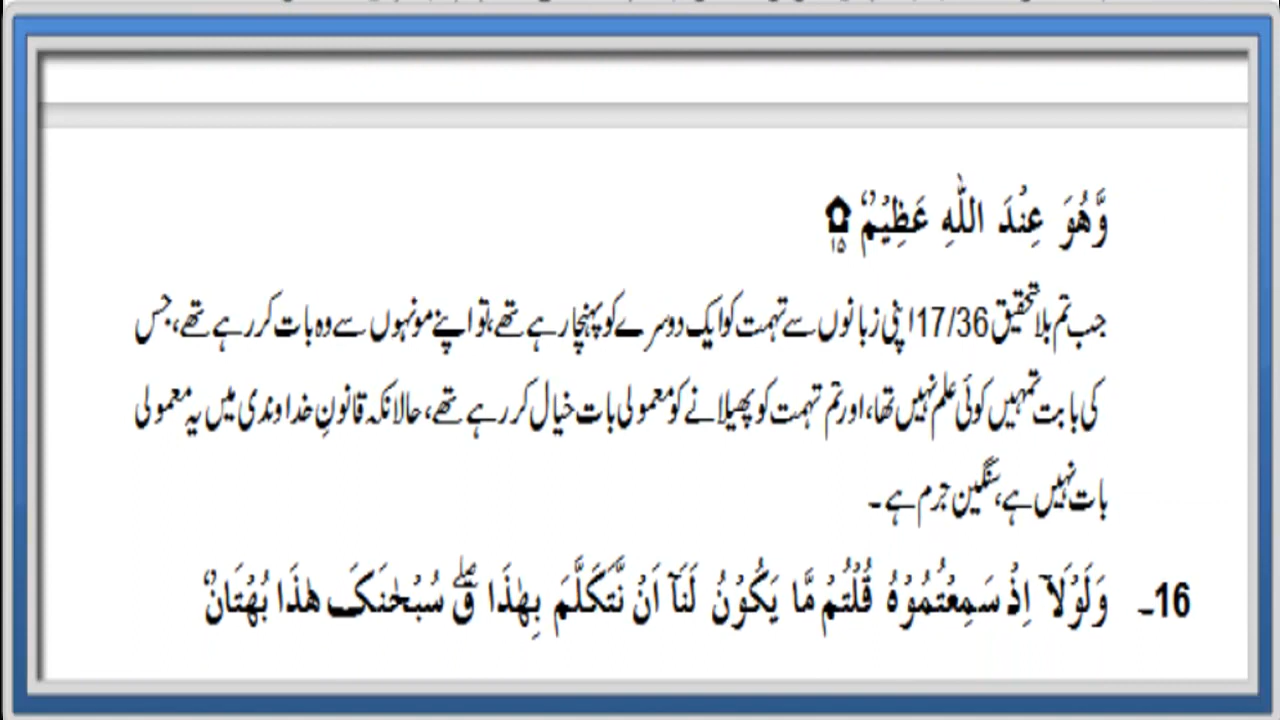 وَّهُوَ عِنْدَ اللّٰهِ عَظِيْمٌ ۝۱۵
جب تم بلا تحقیق 17/36 اپنی زبانوں سے تہمت کو ایک دوسرے کو پہنچا رہے تھے، تو اپنے مونہوں سے وہ بات کر رہے تھے، جس
کی بابت تمہیں کوئی علم نہیں تھا، اور تم تہمت کو پھیلانے کو معمولی بات خیال کر رہے تھے، حالانکہ قانونِ خداوندی میں یہ معمولی
بات نہیں ہے، سنگین جرم ہے۔
16۔ وَلَوْلَآ اِذْ سَمِعْتُمُوْهُ قُلْتُمْ مَّا يَكُوْنُ لَنَآ اَنْ نَّتَكَلَّمَ بِهٰذَا ۖ ق سُبْحٰنَكَ هٰذَا بُهْتَانٌ